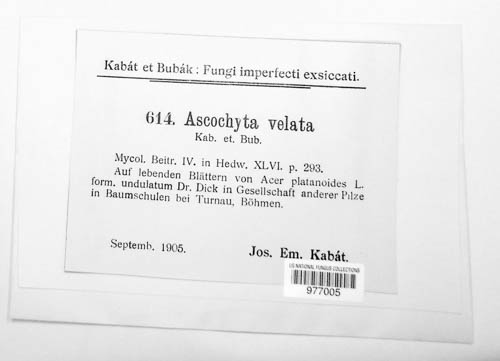 Kabát et Bubák: Fungi imperfecti exsiccati.
614. Ascochyta velata
Kab. et. Bub.
Mycol. Beitr. IV. in Hedw. XLVI. p. 293.
Auf lebenden Blättern von Acer platanoides L.
form. undulatum Dr. Dick in Gesellschaft anderer Pilze
in Baumschulen bei Turnau, Böhmen.
Septemb. 1905.
Jos. Em. Kabát.
US NATIONAL FUNGUS COLLECTIONS
977005